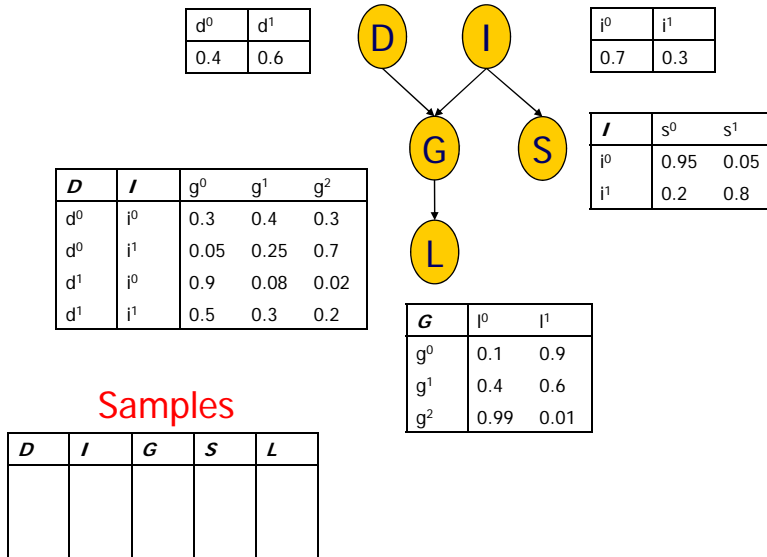 d⁰ d¹
0.4 0.6
D I
i⁰ i¹
0.7 0.3
G S
I s⁰ s¹
i⁰ 0.95 0.05
i¹ 0.2 0.8
D I g⁰ g¹ g²
d⁰ i⁰ 0.3 0.4 0.3
d⁰ i¹ 0.05 0.25 0.7
d¹ i⁰ 0.9 0.08 0.02
d¹ i¹ 0.5 0.3 0.2
L
G l⁰ l¹
g⁰ 0.1 0.9
g¹ 0.4 0.6
g² 0.99 0.01
Samples
D I G S L